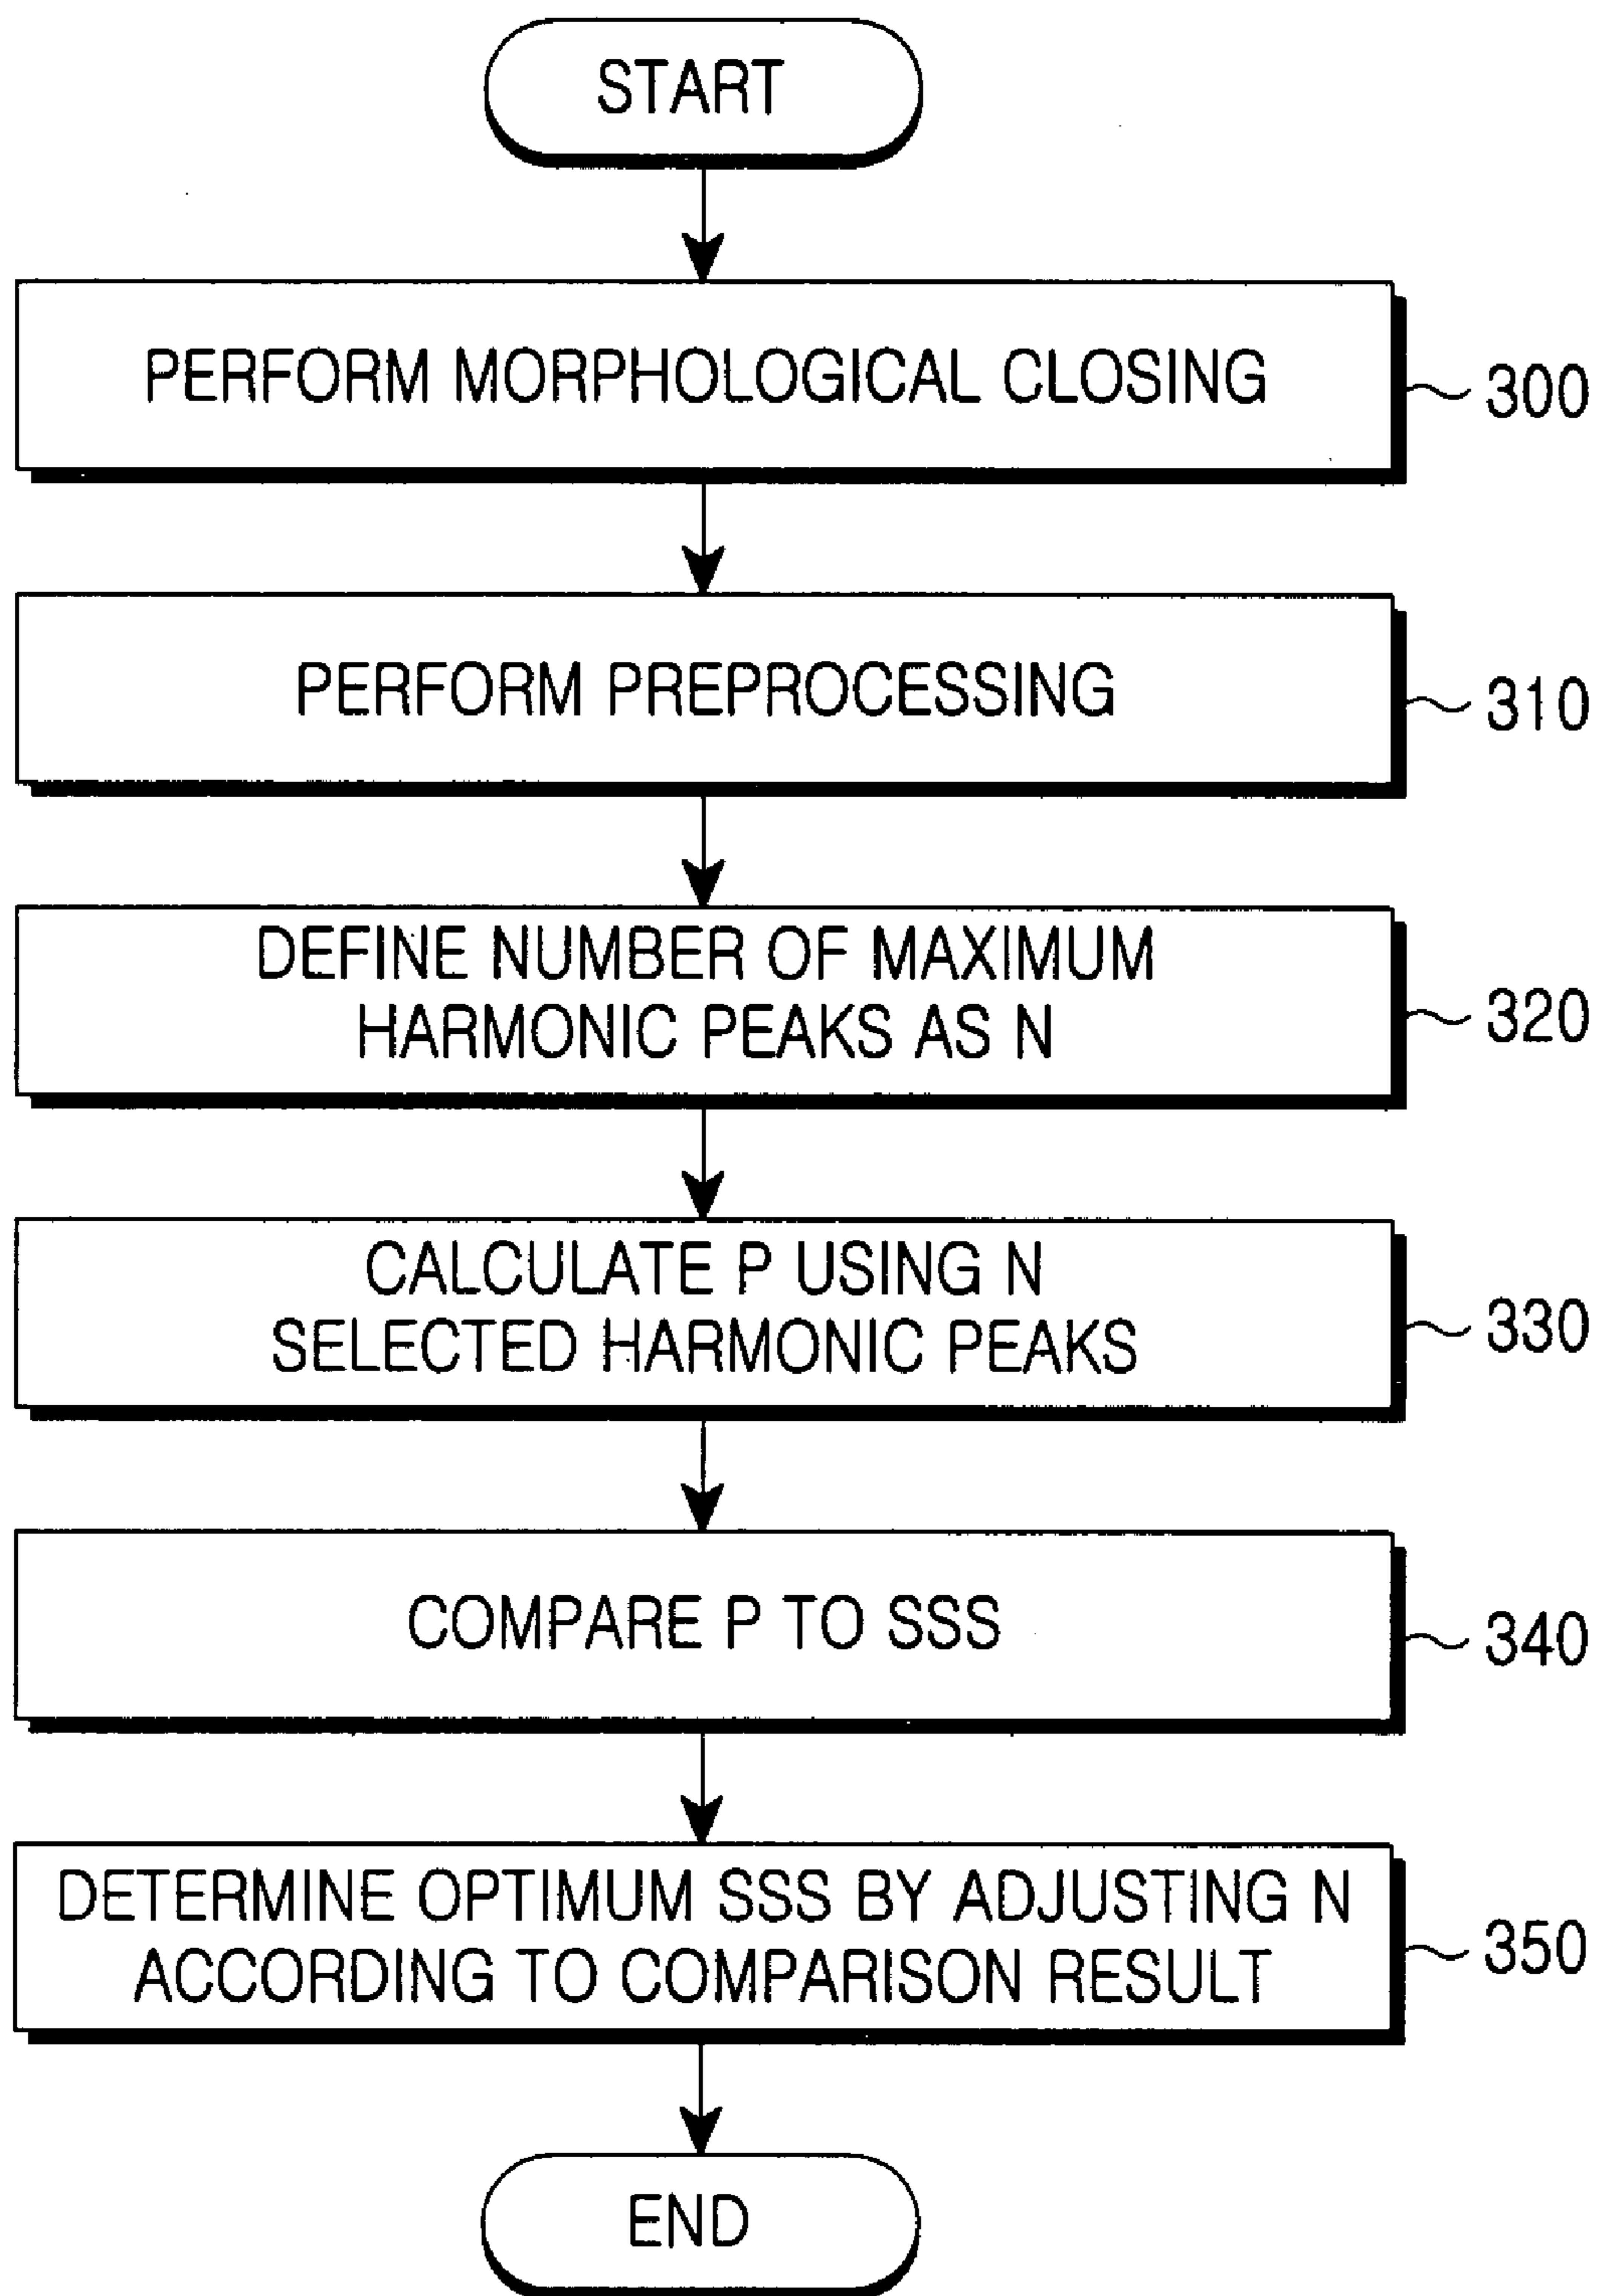 START
PERFORM MORPHOLOGICAL CLOSING
300
PERFORM PREPROCESSING
310
DEFINE NUMBER OF MAXIMUM
HARMONIC PEAKS AS N
320
CALCULATE P USING N
SELECTED HARMONIC PEAKS
330
COMPARE P TO SSS
340
DETERMINE OPTIMUM SSS BY ADJUSTING N
ACCORDING TO COMPARISON RESULT
350
END